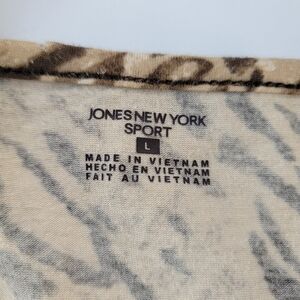 JONES NEW YORK
SPORT
L
MADE IN VIETNAM
HECHO EN VIETNAM
FAIT AU VIETNAM